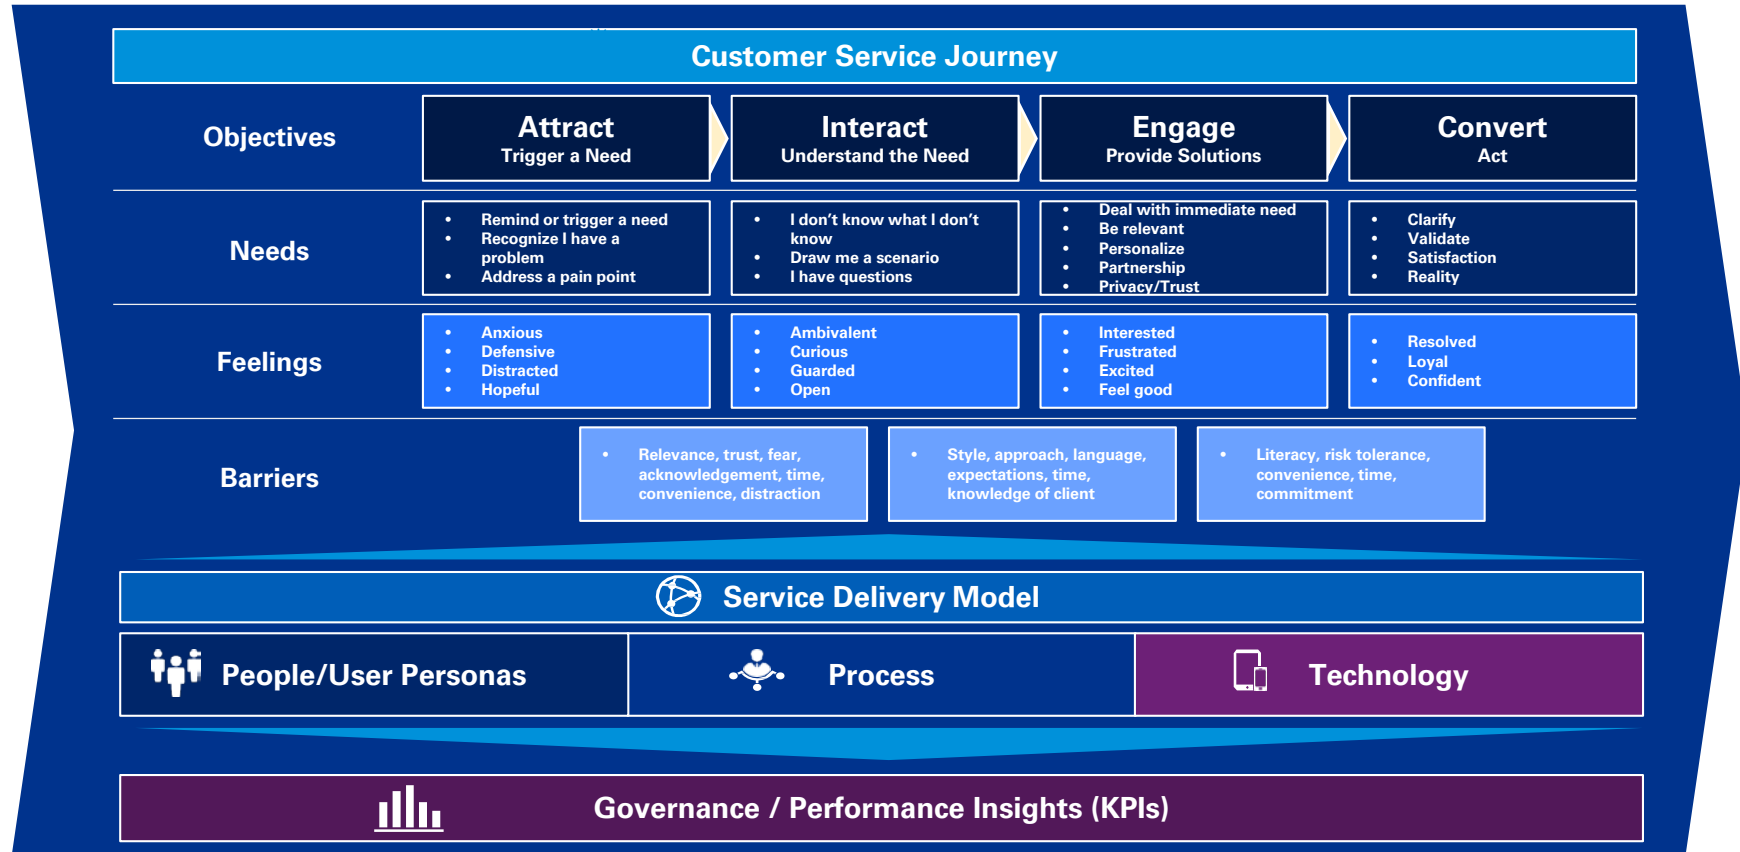 Customer Service Journey
Objectives
Attract
Trigger a Need
Interact
Understand the Need
Engage
Provide Solutions
Convert
Act
Needs
• Remind or trigger a need
• Recognize I have a
problem
• Address a pain point
• I don’t know what I don’t
know
• Draw me a scenario
• I have questions
• Deal with immediate need
• Be relevant
• Personalize
• Partnership
• Privacy/Trust
• Clarify
• Validate
• Satisfaction
• Reality
Feelings
• Anxious
• Defensive
• Distracted
• Hopeful
• Ambivalent
• Curious
• Guarded
• Open
• Interested
• Frustrated
• Excited
• Feel good
• Resolved
• Loyal
• Confident
Barriers
• Relevance, trust, fear,
acknowledgement, time,
convenience, distraction
• Style, approach, language,
expectations, time,
knowledge of client
• Literacy, risk tolerance,
convenience, time,
commitment
Service Delivery Model
People/User Personas
Process
Technology
Governance / Performance Insights (KPIs)